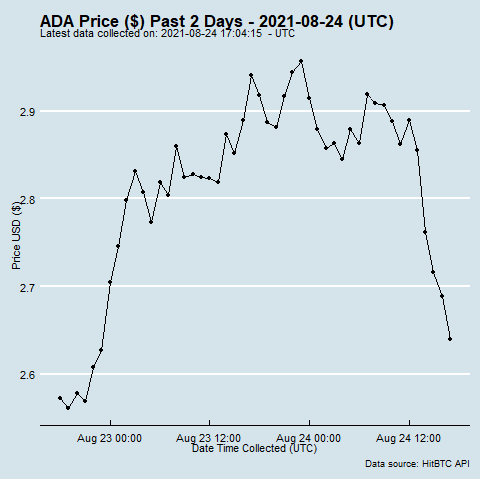 ADA Price ($) Past 2 Days - 2021-08-24 (UTC)
Latest data collected on: 2021-08-24 17:04:15 - UTC
2.9
2.8
2.7
2.6
Price USD ($)
Aug 23 00:00 Aug 23 12:00 Aug 24 00:00 Aug 24 12:00
Date Time Collected (UTC)
Data source: HitBTC API